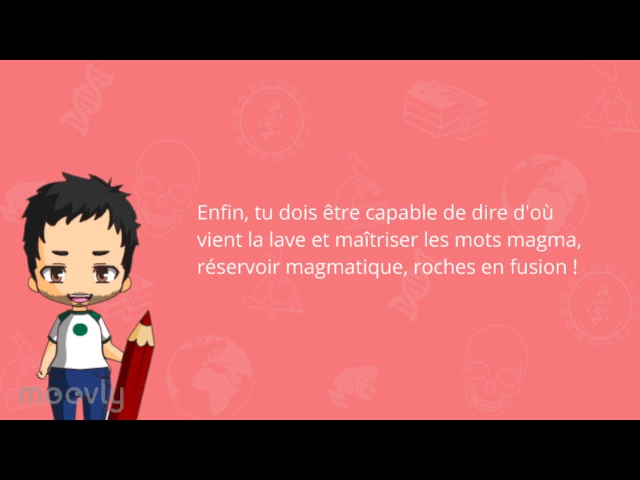 Enfin, tu dois être capable de dire d'où
vient la lave et maîtriser les mots magma,
réservoir magmatique, roches en fusion !
moovly